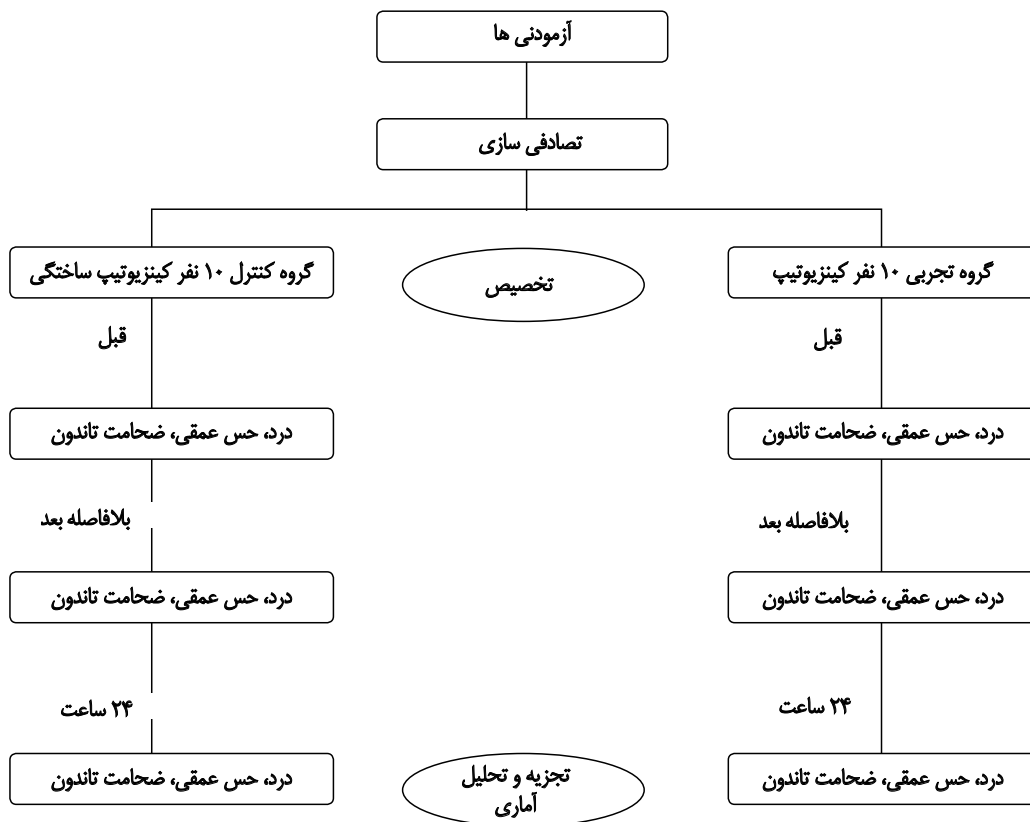 آزمودنی ها
تصادفی سازی
گروه تجربی ۱۰ نفر کینزیوتیپ
تخصیص
گروه کنترل ۱۰ نفر کینزیوتیپ ساختگی
قبل
قبل
درد، حس عمقی، ضخامت تاندون
درد، حس عمقی، ضخامت تاندون
بلافاصله بعد
بلافاصله بعد
درد، حس عمقی، ضخامت تاندون
درد، حس عمقی، ضخامت تاندون
۲۴ ساعت
۲۴ ساعت
درد، حس عمقی، ضخامت تاندون
تجزیه و تحلیل
آماری
درد، حس عمقی، ضخامت تاندون